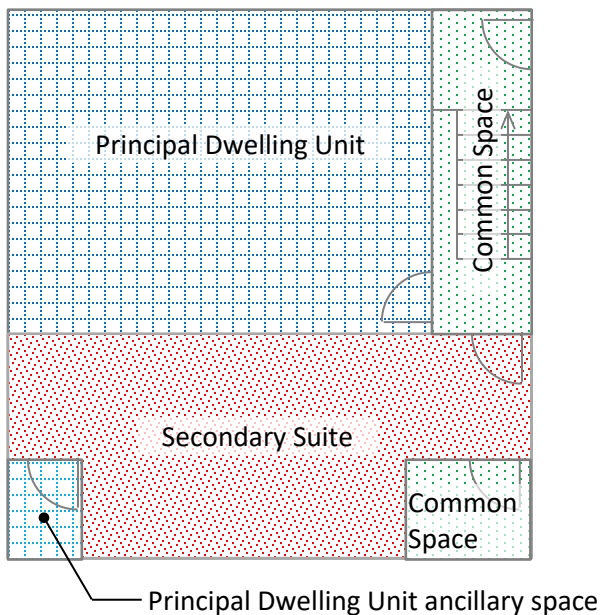 Principal Dwelling Unit
Common Space
Secondary Suite
Common
Space
Principal Dwelling Unit ancillary space